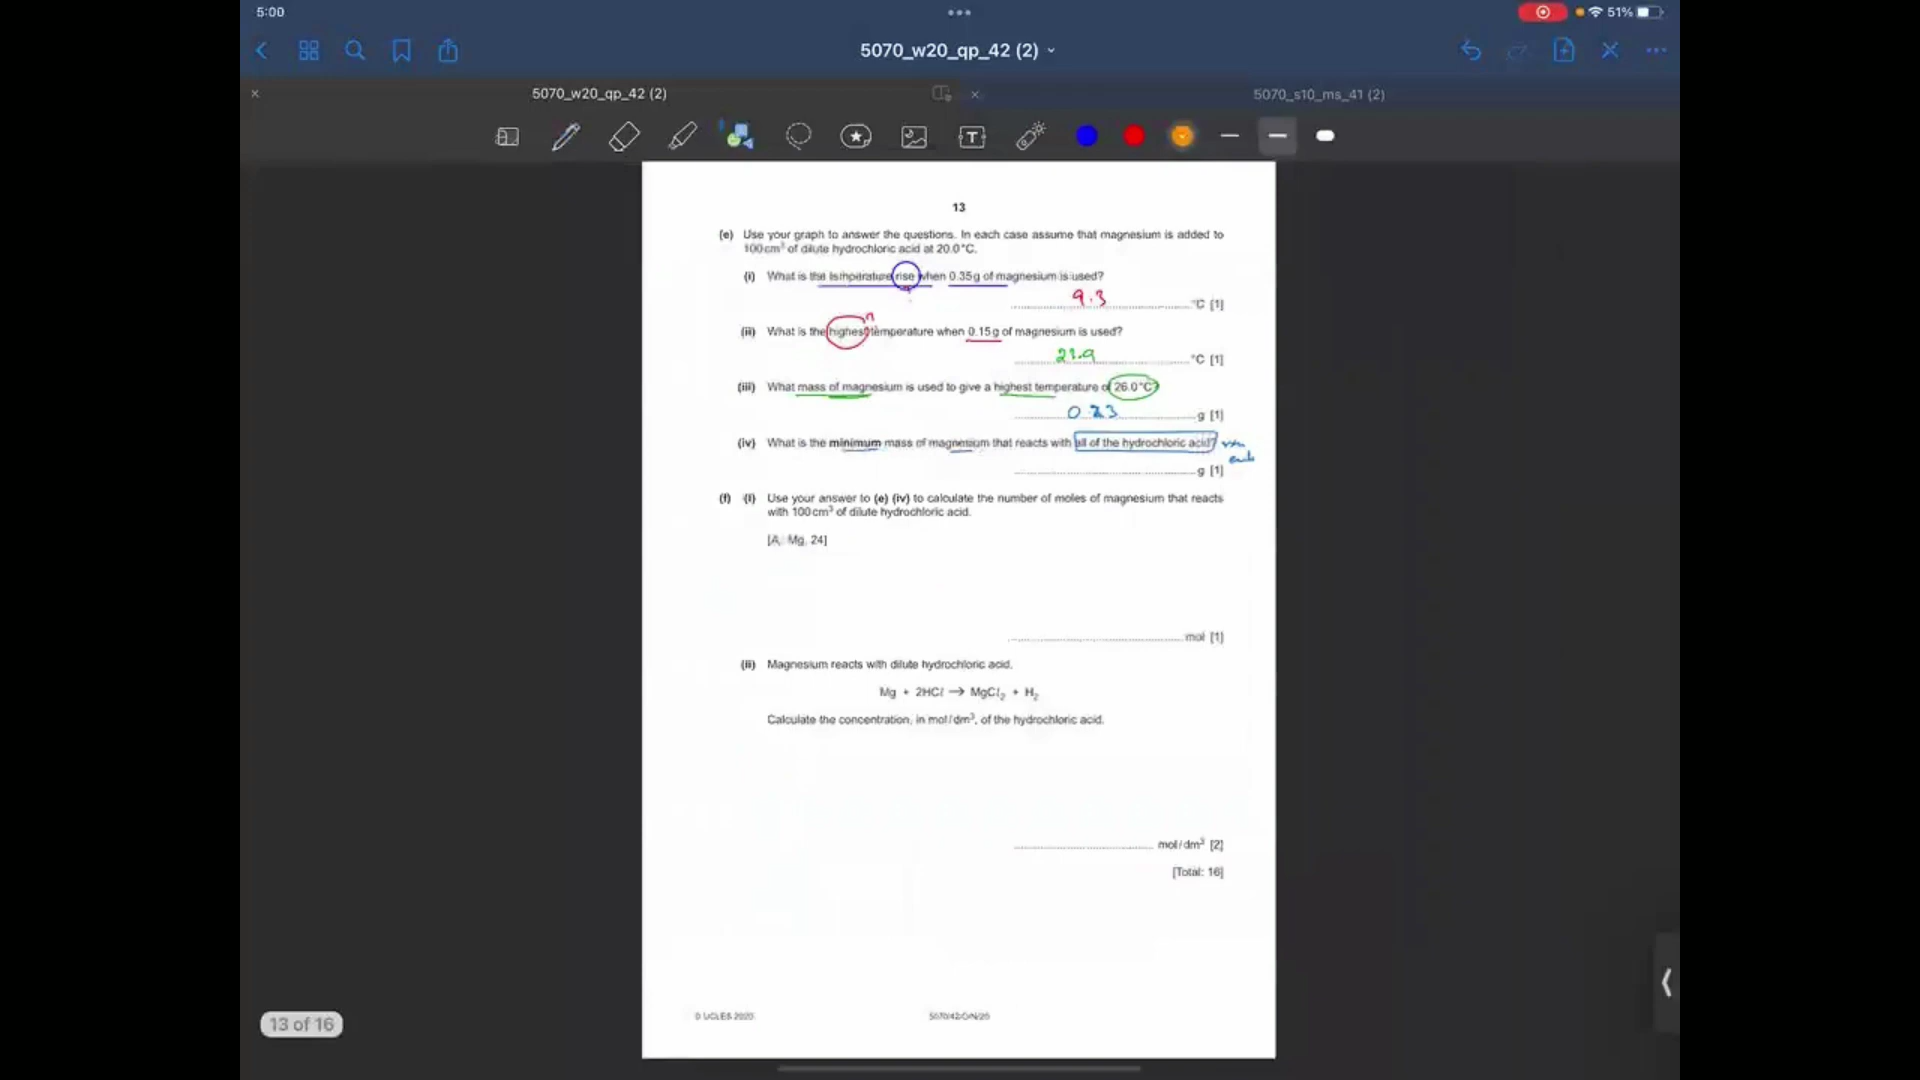 5:00
51%
5070_w20_qp_42 (2)
5070_w20_qp_42 (2)
5070_s10_ms_41 (2)
13
(e) Use your graph to answer the questions. In each case assume that magnesium is added to
100 cm³ of dilute hydrochloric acid at 20.0 °C.
(i) What is the temperature rise when 0.35 g of magnesium is used?
9.3
°C [1]
(ii) What is the highest temperature when 0.15 g of magnesium is used?
°C [1]
(iii) What mass of magnesium is used to give a highest temperature of 26.0 °C?
g [1]
(iv) What is the minimum mass of magnesium that reacts with all of the hydrochloric acid?
g [1]
(f) (i) Use your answer to (e) (iv) to calculate the number of moles of magnesium that reacts
with 100 cm³ of dilute hydrochloric acid.
[Aᵣ: Mg, 24]
mol [1]
(ii) Magnesium reacts with dilute hydrochloric acid.
Mg + 2HCl → MgCl₂ + H₂
Calculate the concentration, in mol/dm³, of the hydrochloric acid.
mol/dm³ [2]
[Total: 16]
© UCLES 2020
5070/42/O/N/20
13 of 16